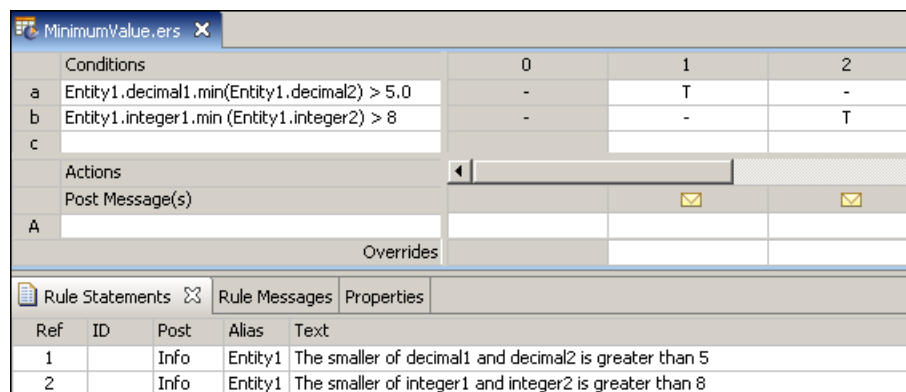 MinimumValue.ers
Conditions 0 1 2
a Entity1.decimal1.min(Entity1.decimal2) > 5.0 - T -
b Entity1.integer1.min (Entity1.integer2) > 8 - - T
c
Actions
Post Message(s)
A
Overrides
Rule Statements Rule Messages Properties
Ref ID Post Alias Text
1 Info Entity1 The smaller of decimal1 and decimal2 is greater than 5
2 Info Entity1 The smaller of integer1 and integer2 is greater than 8